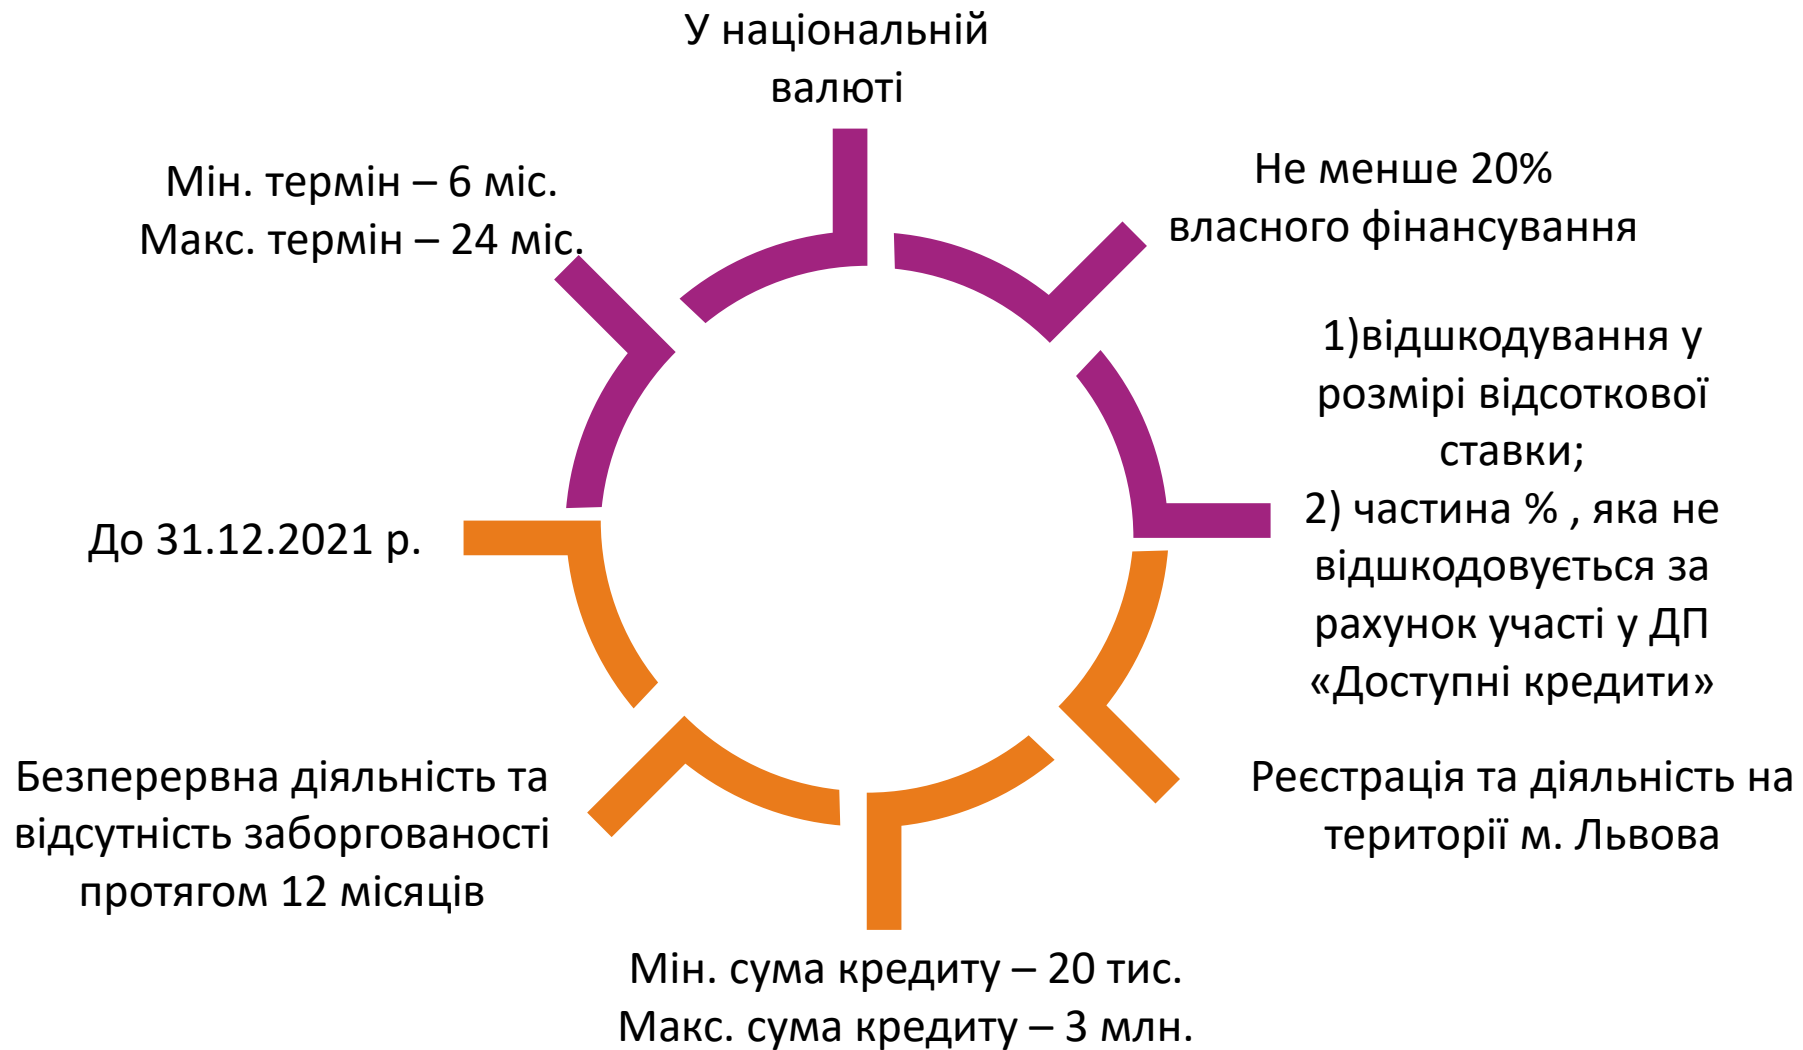 У національній
валюті
Не менше 20%
власного фінансування
1)відшкодування у
розмірі відсоткової
ставки;
2) частина % , яка не
відшкодовується за
рахунок участі у ДП
«Доступні кредити»
Реєстрація та діяльність на
території м. Львова
Мін. сума кредиту – 20 тис.
Макс. сума кредиту – 3 млн.
Безперервна діяльність та
відсутність заборгованості
протягом 12 місяців
До 31.12.2021 р.
Мін. термін – 6 міс.
Макс. термін – 24 міс.